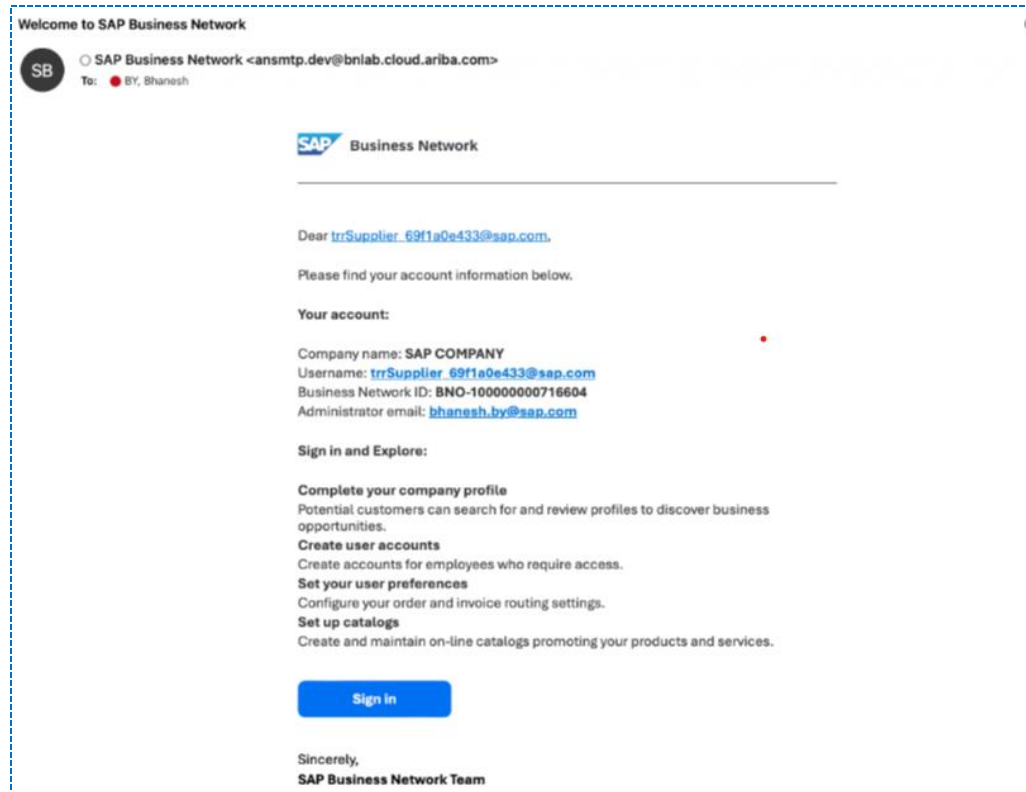 Welcome to SAP Business Network
SB
SAP Business Network <ansmtp.dev@bnlab.cloud.ariba.com>
To: BY, Bhanesh
SAP Business Network
Dear trrSupplier_69f1a0e433@sap.com,
Please find your account information below.
Your account:
Company name: SAP COMPANY
Username: trrSupplier_69f1a0e433@sap.com
Business Network ID: BNO-100000000716604
Administrator email: bhanesh.by@sap.com
Sign in and Explore:
Complete your company profile
Potential customers can search for and review profiles to discover business
opportunities.
Create user accounts
Create accounts for employees who require access.
Set your user preferences
Configure your order and invoice routing settings.
Set up catalogs
Create and maintain on-line catalogs promoting your products and services.
Sign in
Sincerely,
SAP Business Network Team